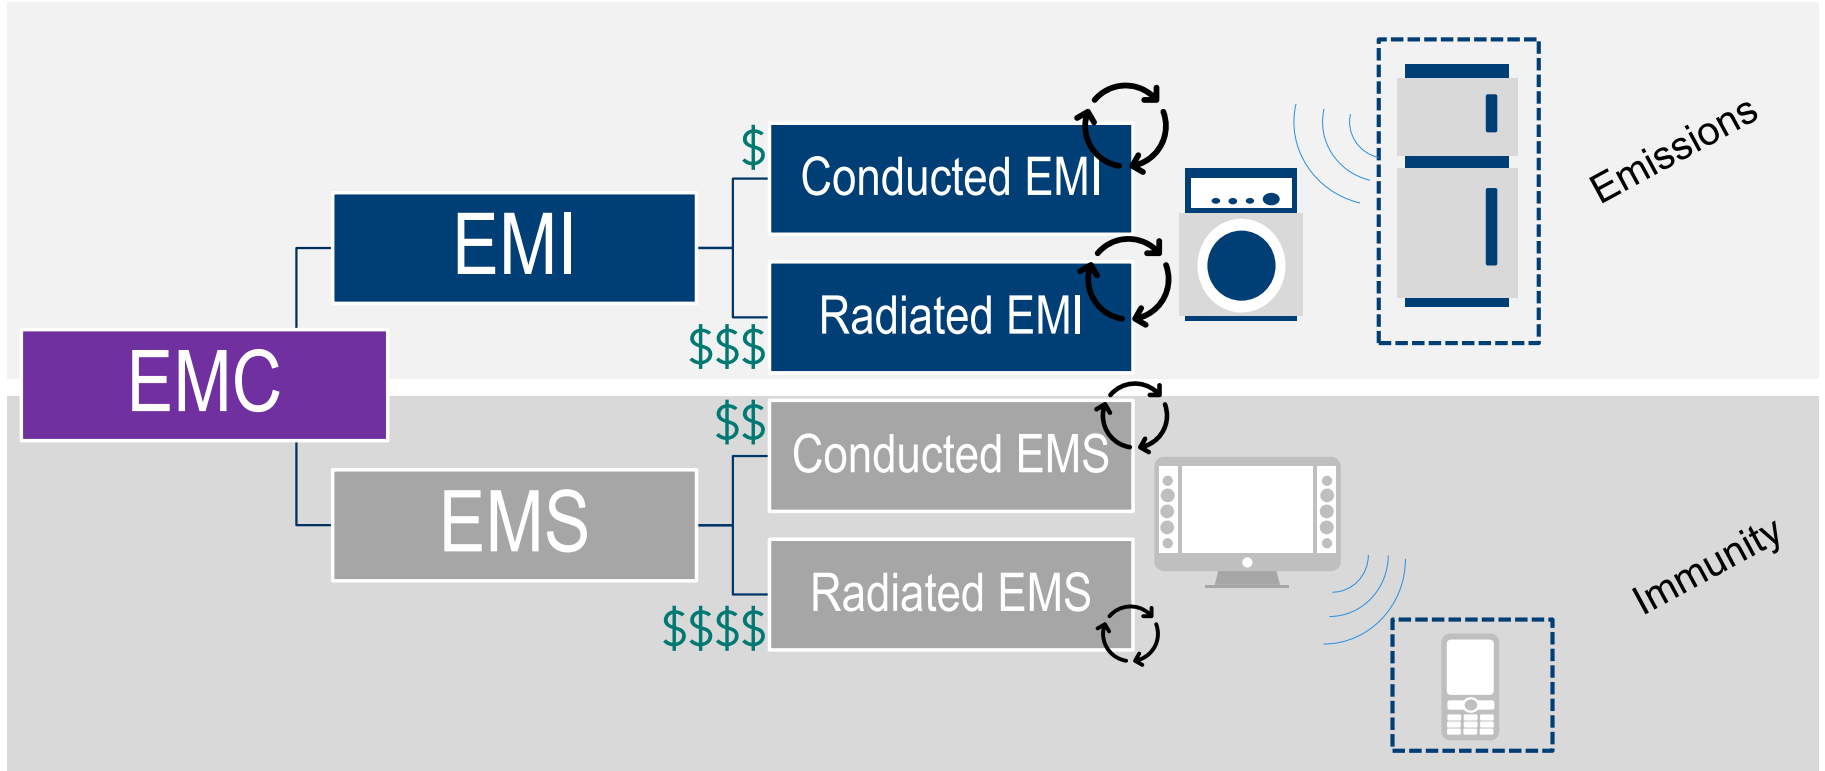 EMC
EMI
$
Conducted EMI
$$$
Radiated EMI
Emissions
EMS
$$
Conducted EMS
$$$$
Radiated EMS
Immunity